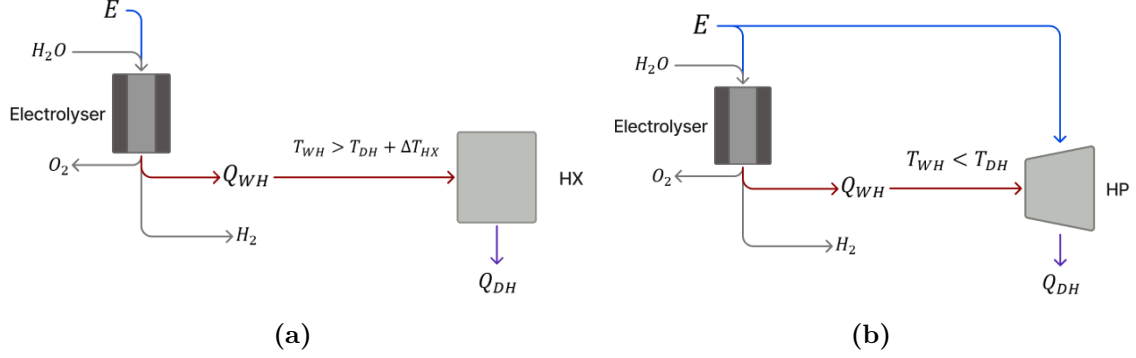 E
H₂O
Electrolyser
O₂
Q_WH
T_WH > T_DH + ΔT_HX
HX
H₂
Q_DH
(a)
E
H₂O
Electrolyser
O₂
Q_WH
T_WH < T_DH
HP
H₂
Q_DH
(b)